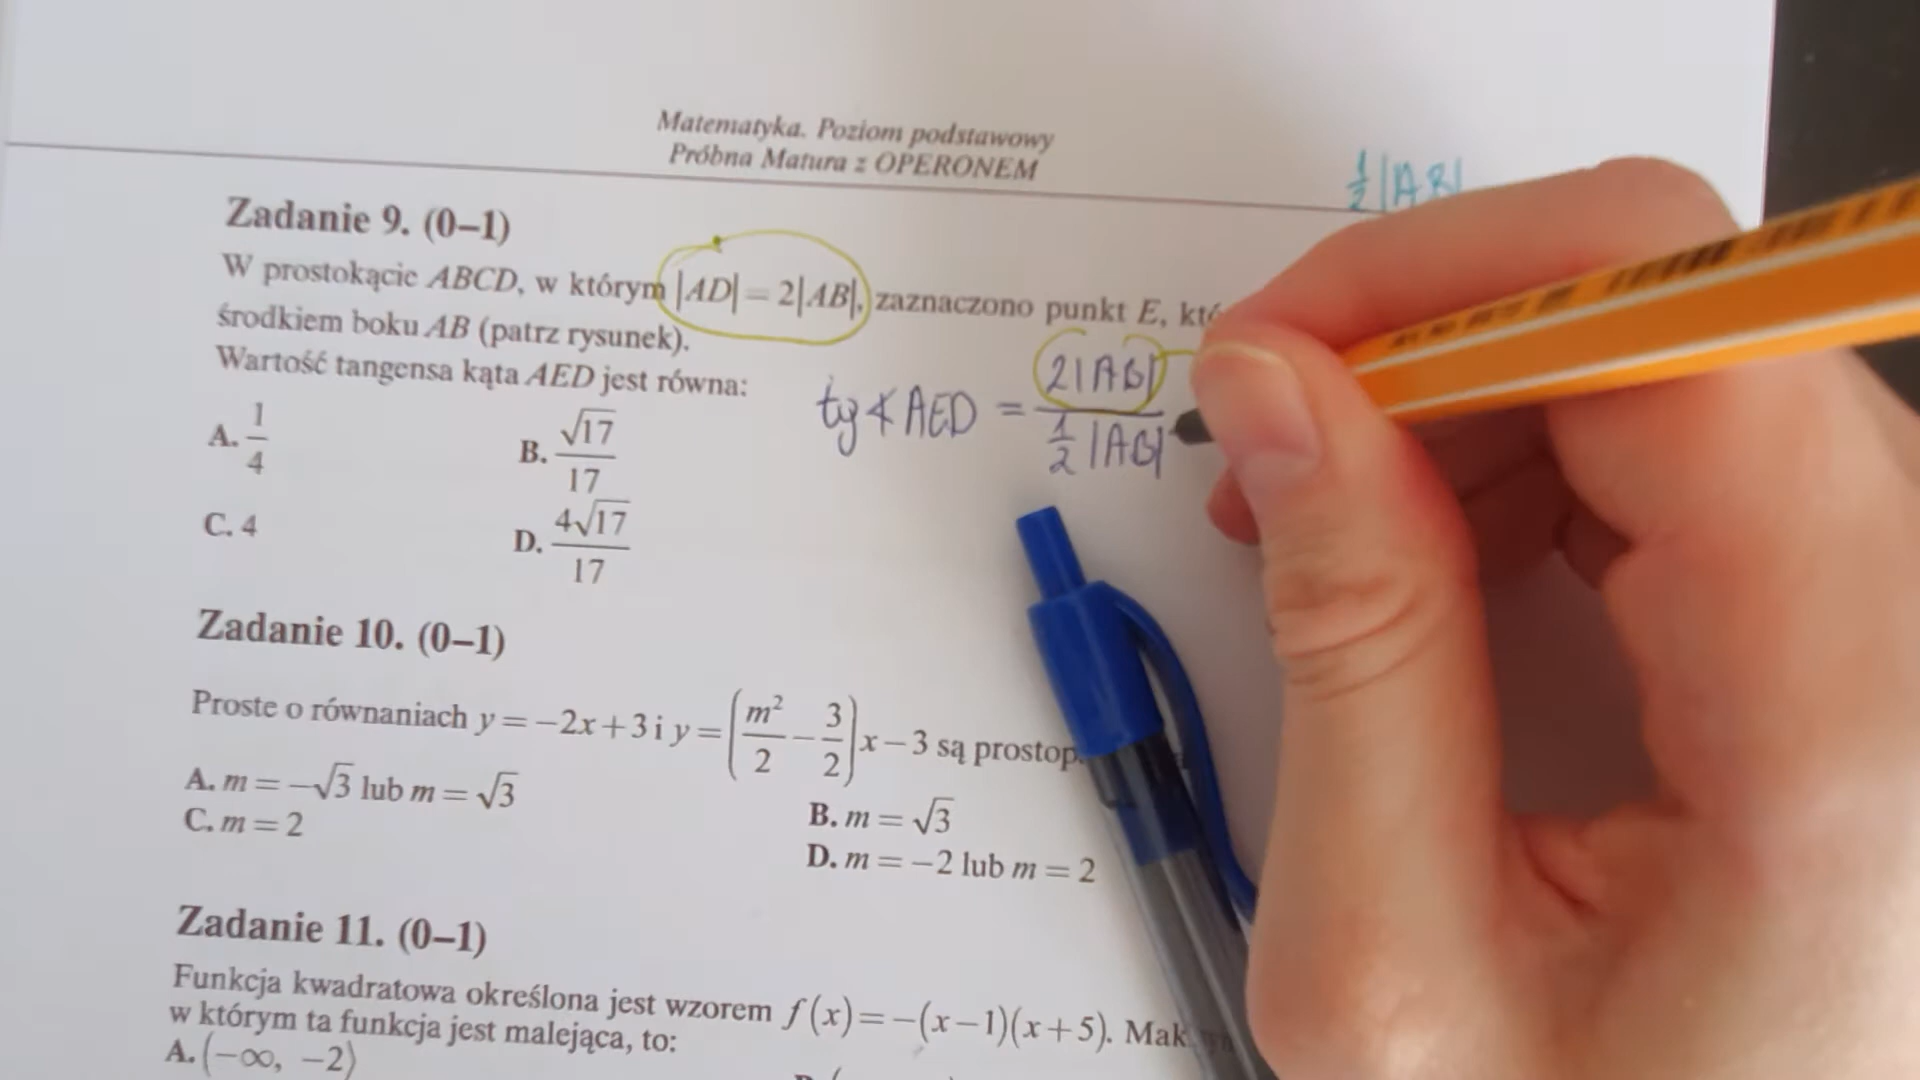 Matematyka. Poziom podstawowy
Próbna Matura z OPERONEM
½|AB|
Zadanie 9. (0–1)
W prostokącie ABCD, w którym |AD| = 2|AB|, zaznaczono punkt E,
środkiem boku AB (patrz rysunek).
Wartość tangensa kąta AED jest równa:
tg∢AED = 2|AB| / ½|AB|
A. 1/4
B. √17/17
C. 4
D. 4√17/17
Zadanie 10. (0–1)
Proste o równaniach y = −2x + 3 i y = (m²/2 − 3/2)x − 3 są
A. m = −√3 lub m = √3
B. m = √3
C. m = 2
D. m = −2 lub m = 2
Zadanie 11. (0–1)
Funkcja kwadratowa określona jest wzorem f(x) = −(x − 1)(x + 5).
w którym ta funkcja jest malejąca, to:
A. (−∞, −2⟩